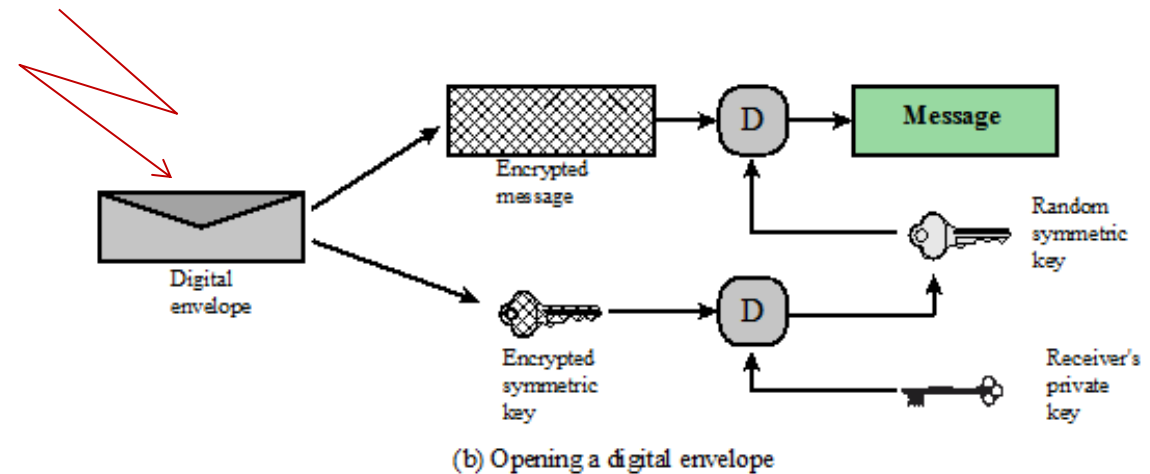 D
Message
Encrypted
message
Random
symmetric
key
Digital
envelope
D
Encrypted
symmetric
key
Receiver's
private
key
(b) Opening a digital envelope